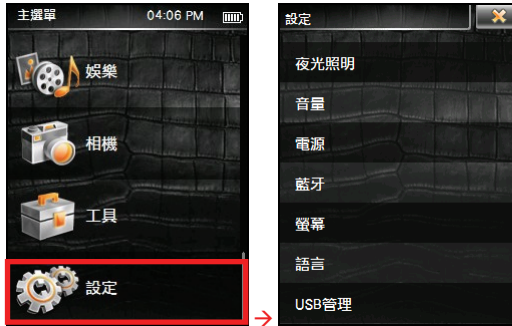 主選單 04:06 PM
娛樂
相機
工具
設定
→
設定
夜光照明
音量
電源
藍牙
螢幕
語言
USB管理